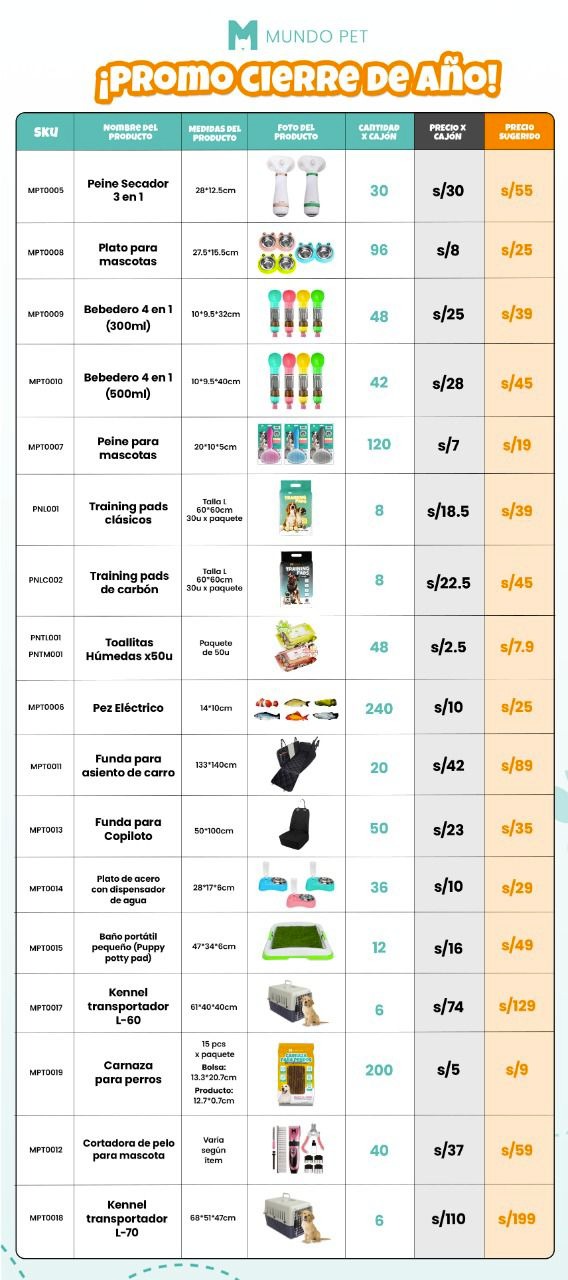 MUNDO PET
¡PROMO CIERRE DE AÑO!
SKU
NOMBRE DEL
PRODUCTO
MEDIDAS DEL
PRODUCTO
FOTO DEL
PRODUCTO
CANTIDAD
X CAJÓN
PRECIO X
CAJÓN
PRECIO
SUGERIDO
MPT0005
Peine Secador
3 en 1
28*12.5cm
30
s/30
s/55
MPT0008
Plato para
mascotas
27.5*15.5cm
96
s/8
s/25
MPT0009
Bebedero 4 en 1
(300ml)
10*9.5*32cm
48
s/25
s/39
MPT0010
Bebedero 4 en 1
(500ml)
10*9.5*40cm
42
s/28
s/45
MPT0007
Peine para
mascotas
20*10*5cm
120
s/7
s/19
PNL001
Training pads
clásicos
Talla L
60*60cm
30u x paquete
TRAINING
PADS
8
s/18.5
s/39
PNLC002
Training pads
de carbón
Talla L
60*60cm
30u x paquete
TRAINING
PADS
8
s/22.5
s/45
PNTL001
PNTM001
Toallitas
Húmedas x50u
Paquete
de 50u
48
s/2.5
s/7.9
MPT0006
Pez Eléctrico
14*10cm
240
s/10
s/25
MPT0011
Funda para
asiento de carro
133*140cm
20
s/42
s/89
MPT0013
Funda para
Copiloto
50*100cm
50
s/23
s/35
MPT0014
Plato de acero
con dispensador
de agua
28*17*6cm
36
s/10
s/29
MPT0015
Baño portátil
pequeño (Puppy
potty pad)
47*34*6cm
12
s/16
s/49
MPT0017
Kennel
transportador
L-60
61*40*40cm
6
s/74
s/129
MPT0019
Carnaza
para perros
15 pcs
x paquete
Bolsa:
13.3*20.7cm
Producto:
12.7*0.7cm
CARNAZA
PARA PERROS
200
s/5
s/9
MPT0012
Cortadora de pelo
para mascota
Varia
según
ítem
40
s/37
s/59
MPT0018
Kennel
transportador
L-70
68*51*47cm
6
s/110
s/199